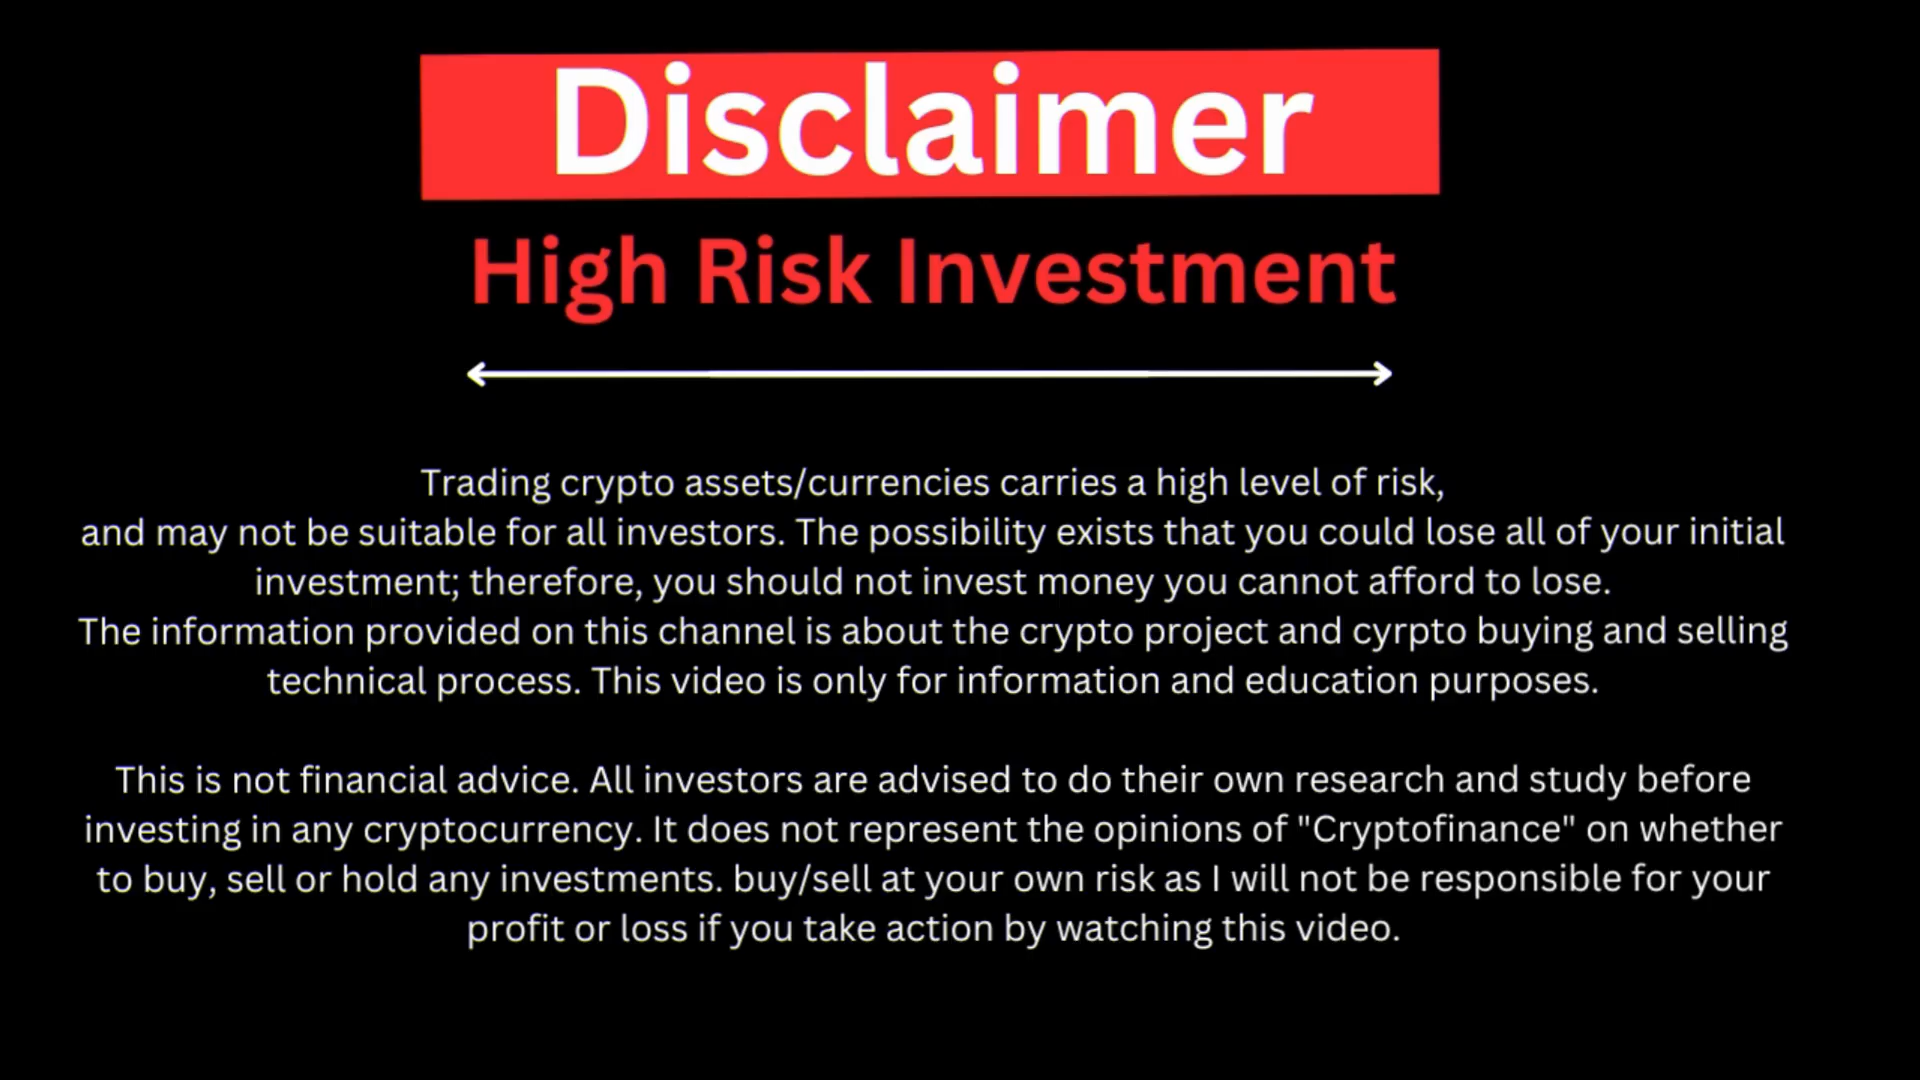 Disclaimer
High Risk Investment
Trading crypto assets/currencies carries a high level of risk,
and may not be suitable for all investors. The possibility exists that you could lose all of your initial
investment; therefore, you should not invest money you cannot afford to lose.
The information provided on this channel is about the crypto project and cyrpto buying and selling
technical process. This video is only for information and education purposes.
This is not financial advice. All investors are advised to do their own research and study before
investing in any cryptocurrency. It does not represent the opinions of "Cryptofinance" on whether
to buy, sell or hold any investments. buy/sell at your own risk as I will not be responsible for your
profit or loss if you take action by watching this video.